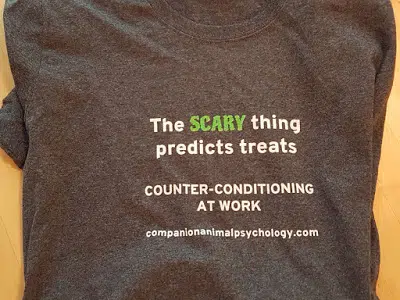 The SCARY thing
predicts treats
COUNTER-CONDITIONING
AT WORK
companionanimalpsychology.com